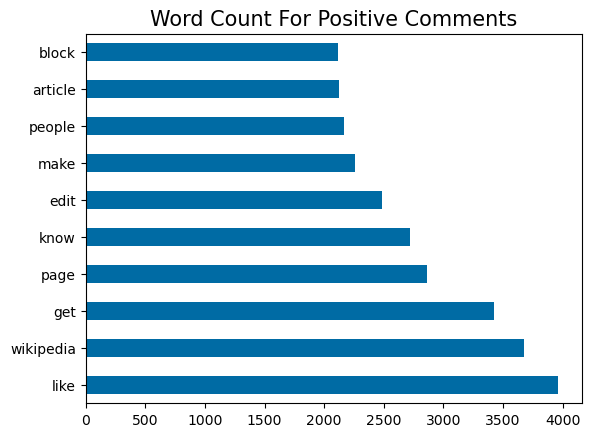 Word Count For Positive Comments
block
article
people
make
edit
know
page
get
wikipedia
like
0 500 1000 1500 2000 2500 3000 3500 4000